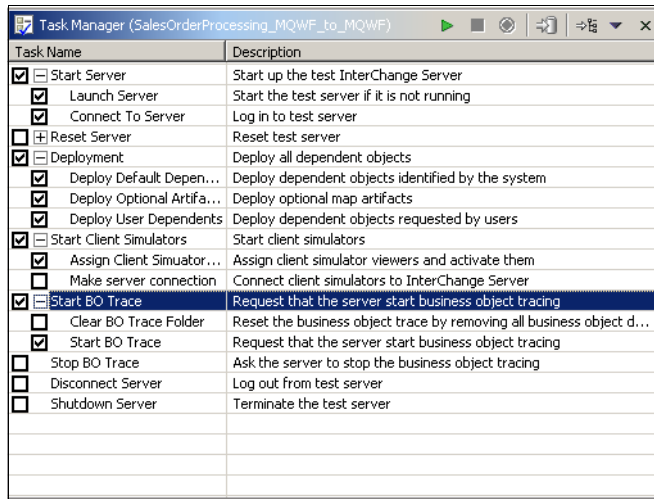 Task Manager (SalesOrderProcessing_MQWF_to_MQWF)
Task Name Description
Start Server Start up the test InterChange Server
Launch Server Start the test server if it is not running
Connect To Server Log in to test server
Reset Server Reset test server
Deployment Deploy all dependent objects
Deploy Default Depen... Deploy dependent objects identified by the system
Deploy Optional Artifa... Deploy optional map artifacts
Deploy User Dependents Deploy dependent objects requested by users
Start Client Simulators Start client simulators
Assign Client Simuator... Assign client simulator viewers and activate them
Make server connection Connect client simulators to InterChange Server
Start BO Trace Request that the server start business object tracing
Clear BO Trace Folder Reset the business object trace by removing all business object d...
Start BO Trace Request that the server start business object tracing
Stop BO Trace Ask the server to stop the business object tracing
Disconnect Server Log out from test server
Shutdown Server Terminate the test server